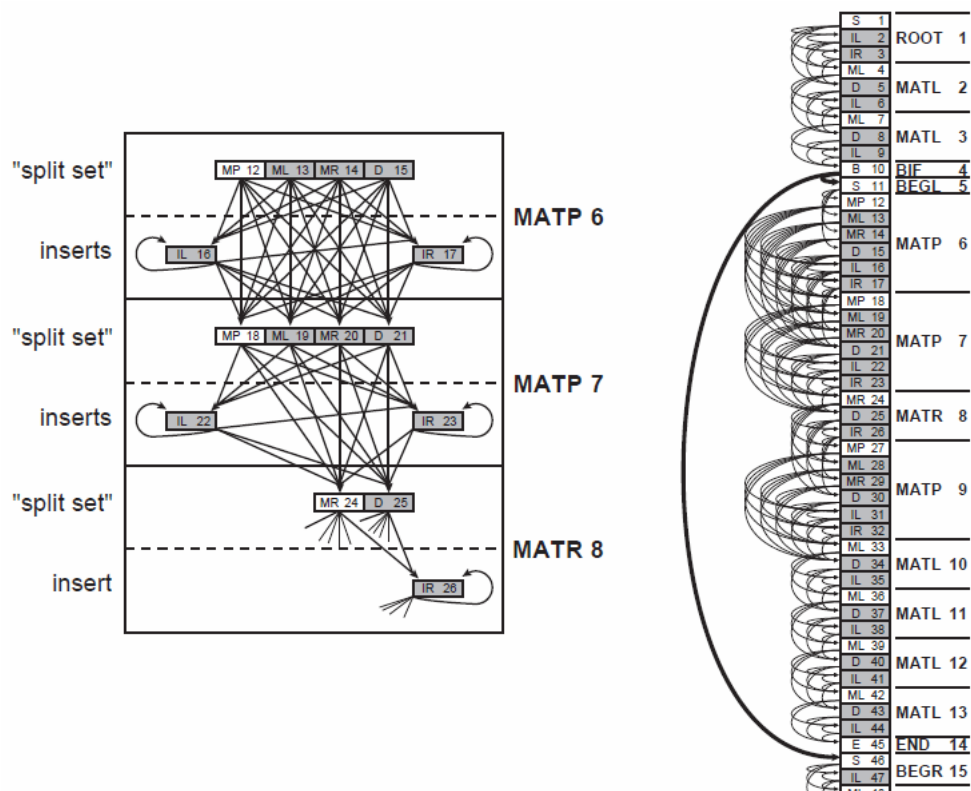 "split set"
MP 12 ML 13 MR 14 D 15
MATP 6
inserts
IL 16 IR 17
"split set"
MP 18 ML 19 MR 20 D 21
MATP 7
inserts
IL 22 IR 23
"split set"
MR 24 D 25
MATR 8
insert
IR 26
S 1
IL 2
IR 3
ROOT 1
ML 4
D 5
IL 6
MATL 2
ML 7
D 8
IL 9
MATL 3
B 10
BIF 4
S 11
BEGL 5
MP 12
ML 13
MR 14
D 15
IL 16
IR 17
MATP 6
MP 18
ML 19
MR 20
D 21
IL 22
IR 23
MATP 7
MR 24
D 25
IR 26
MATR 8
MP 27
ML 28
MR 29
D 30
IL 31
IR 32
MATP 9
ML 33
D 34
IL 35
MATL 10
ML 36
D 37
IL 38
MATL 11
ML 39
D 40
IL 41
MATL 12
ML 42
D 43
IL 44
MATL 13
E 45
END 14
S 46
IL 47
BEGR 15